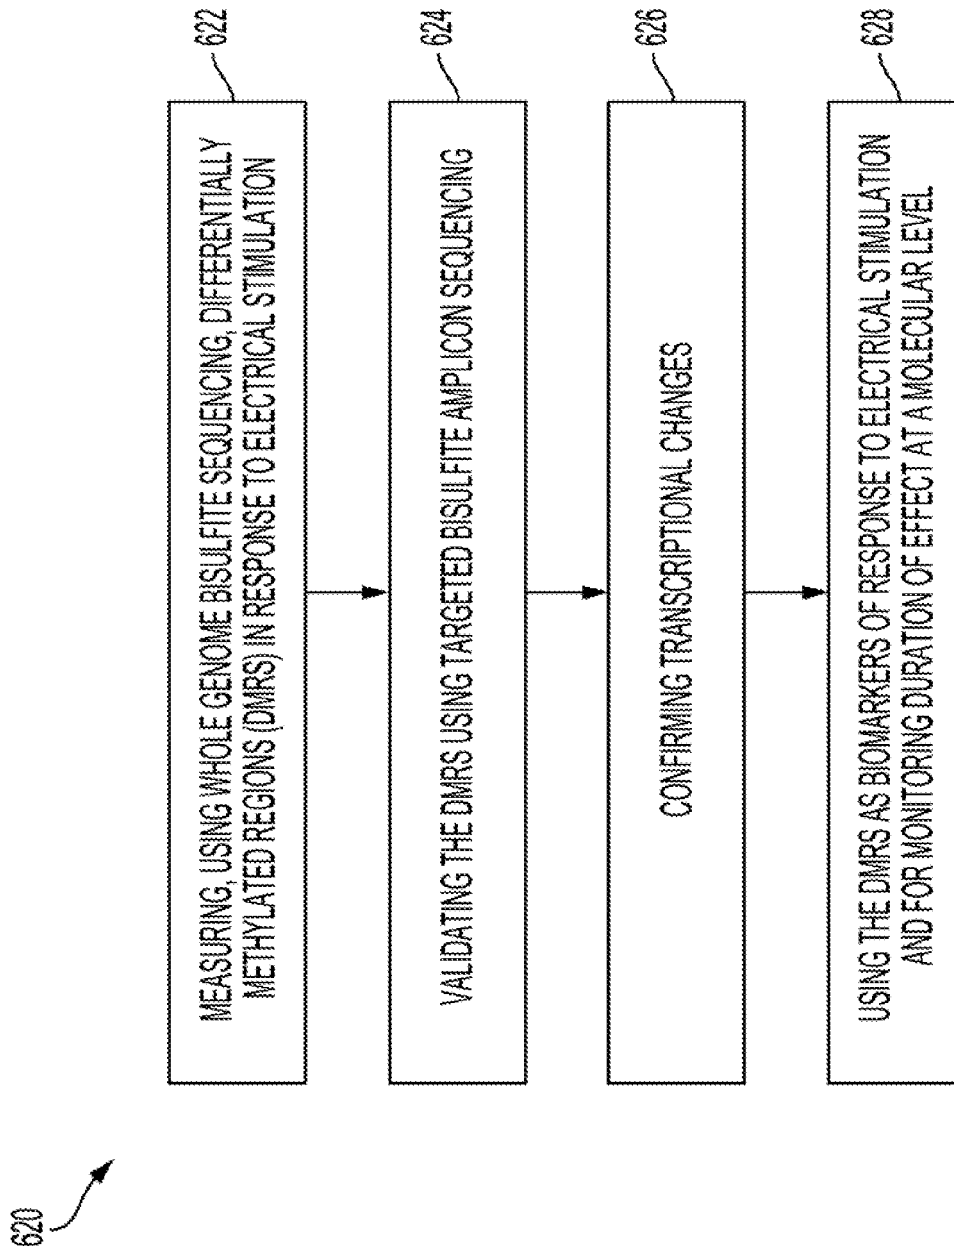 620
622
MEASURING, USING WHOLE GENOME BISULFITE SEQUENCING, DIFFERENTIALLY
METHYLATED REGIONS (DMRS) IN RESPONSE TO ELECTRICAL STIMULATION
624
VALIDATING THE DMRS USING TARGETED BISULFITE AMPLICON SEQUENCING
626
CONFIRMING TRANSCRIPTIONAL CHANGES
628
USING THE DMRS AS BIOMARKERS OF RESPONSE TO ELECTRICAL STIMULATION
AND FOR MONITORING DURATION OF EFFECT AT A MOLECULAR LEVEL